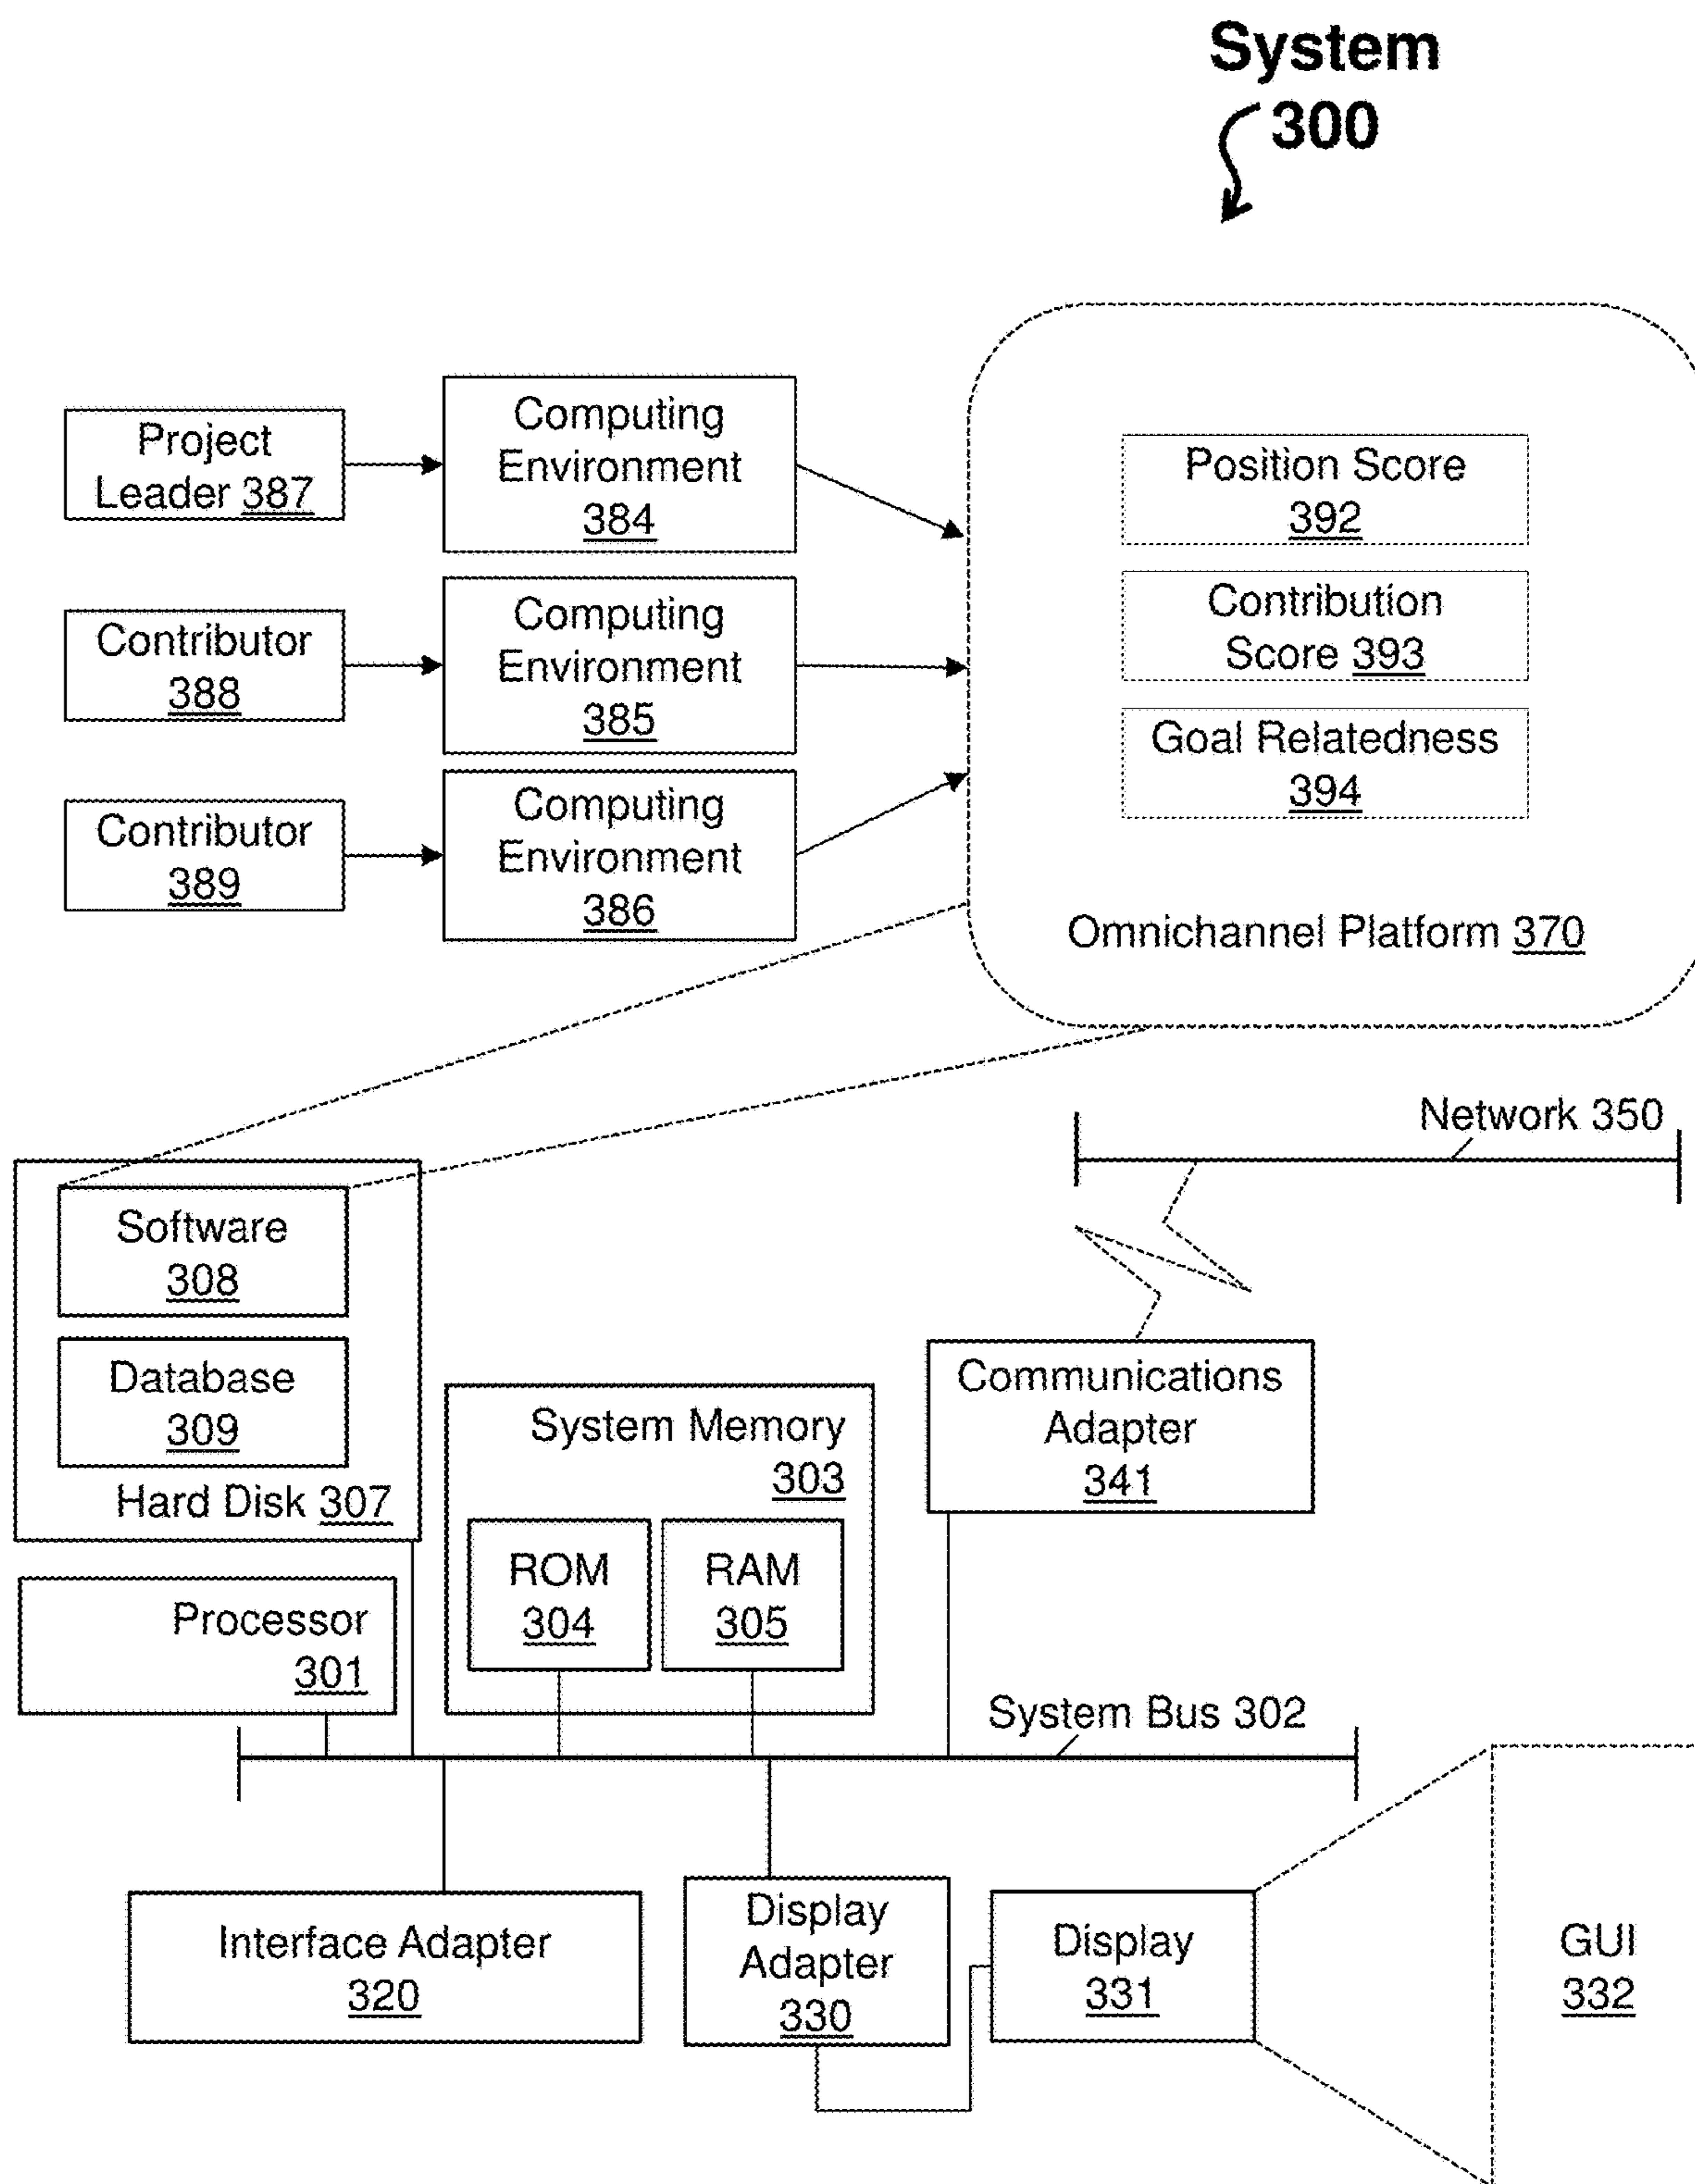 System
300
Project
Leader 387
Computing
Environment
384
Contributor
388
Computing
Environment
385
Contributor
389
Computing
Environment
386
Position Score
392
Contribution
Score 393
Goal Relatedness
394
Omnichannel Platform 370
Network 350
Software
308
Database
309
Hard Disk 307
System Memory
303
ROM
304
RAM
305
Communications
Adapter
341
Processor
301
System Bus 302
Interface Adapter
320
Display
Adapter
330
Display
331
GUI
332